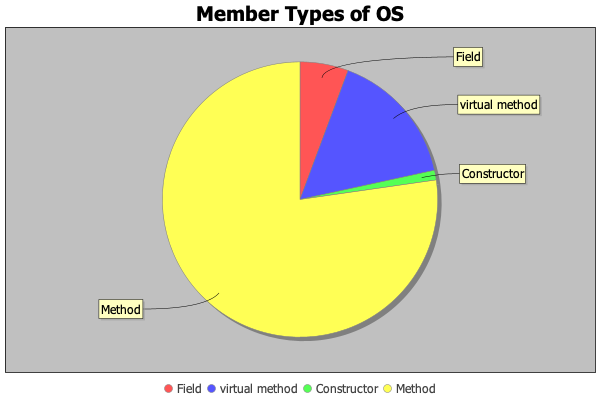 Member Types of OS
Field
virtual method
Constructor
Method
Field virtual method Constructor Method